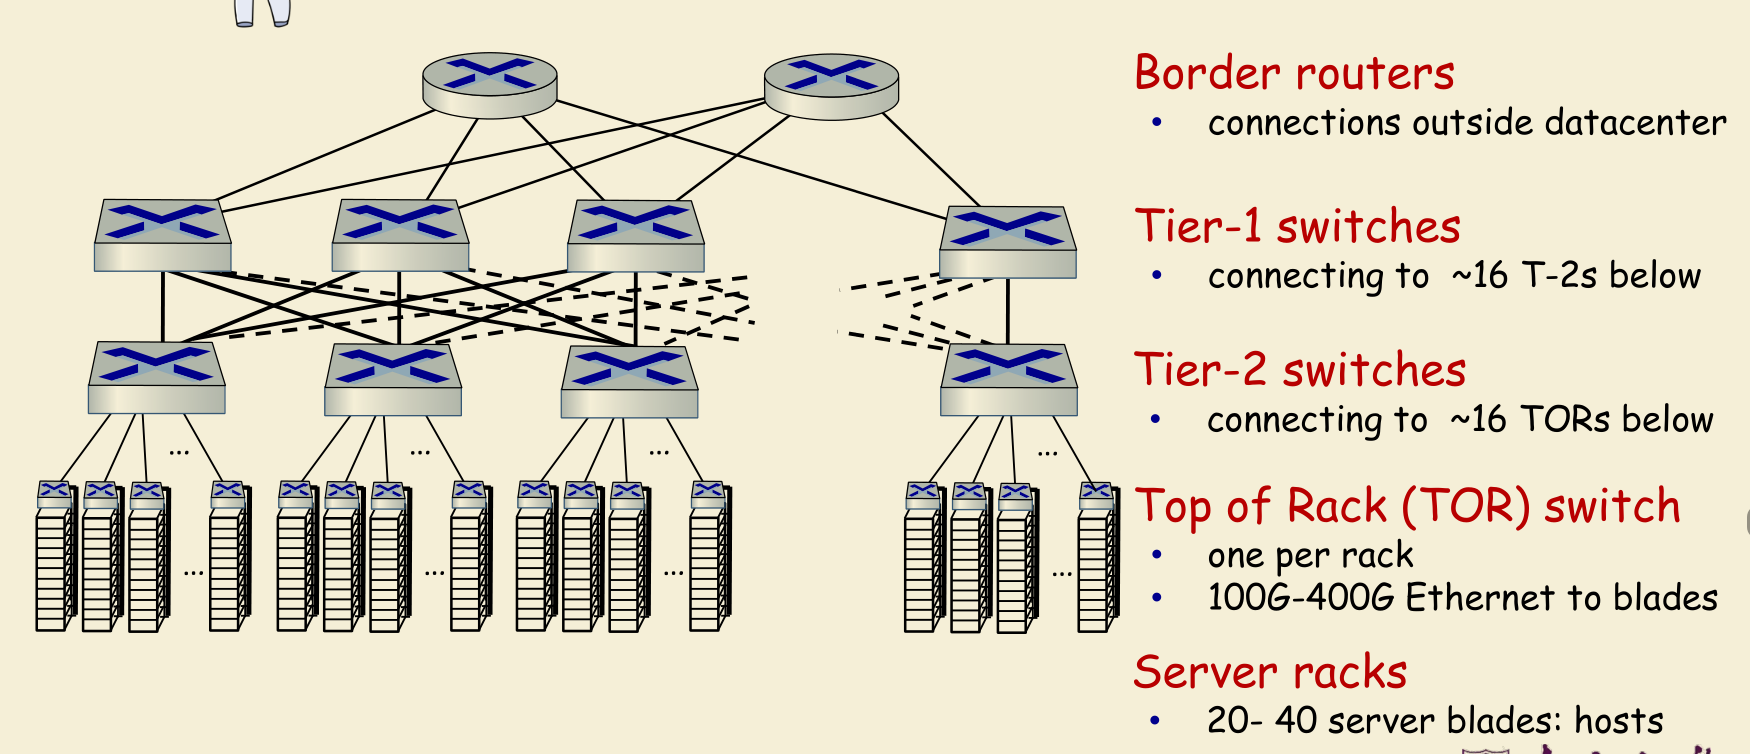 Border routers
• connections outside datacenter
Tier-1 switches
• connecting to ~16 T-2s below
Tier-2 switches
• connecting to ~16 TORs below
...
...
...
...
Top of Rack (TOR) switch
• one per rack
...
...
...
...
• 100G-400G Ethernet to blades
Server racks
• 20- 40 server blades: hosts